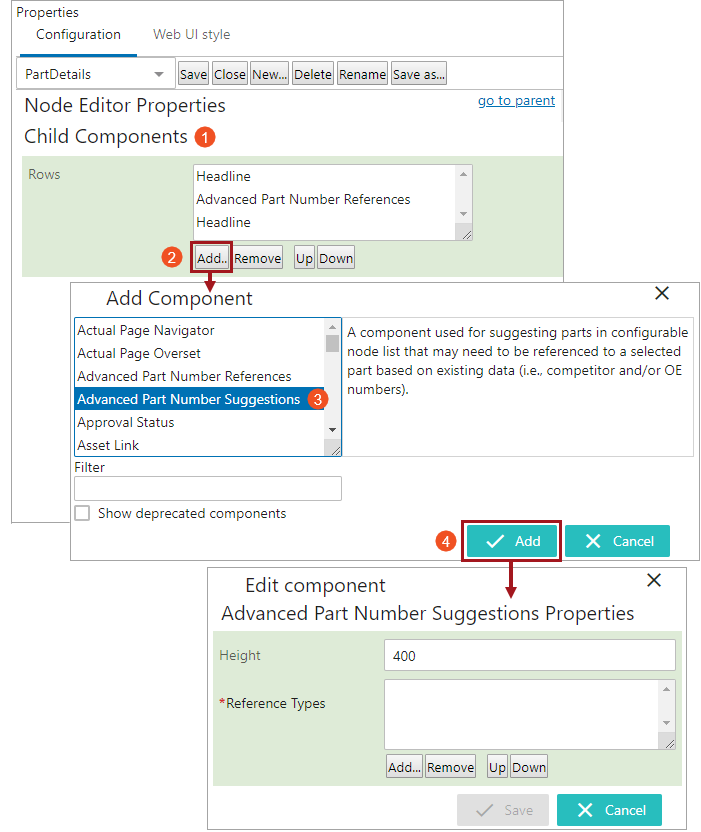 Properties
Configuration Web UI style
PartDetails Save Close New... Delete Rename Save as...
Node Editor Properties go to parent
Child Components 1
Rows
Headline
Advanced Part Number References
Headline
2 Add.. Remove Up Down
Add Component
Actual Page Navigator
Actual Page Overset
Advanced Part Number References
Advanced Part Number Suggestions 3
Approval Status
Asset Link
A component used for suggesting parts in configurable
node list that may need to be referenced to a selected
part based on existing data (i.e., competitor and/or OE
numbers).
Filter
Show deprecated components
4 Add Cancel
Edit component
Advanced Part Number Suggestions Properties
Height 400
*Reference Types
Add... Remove Up Down
Save Cancel